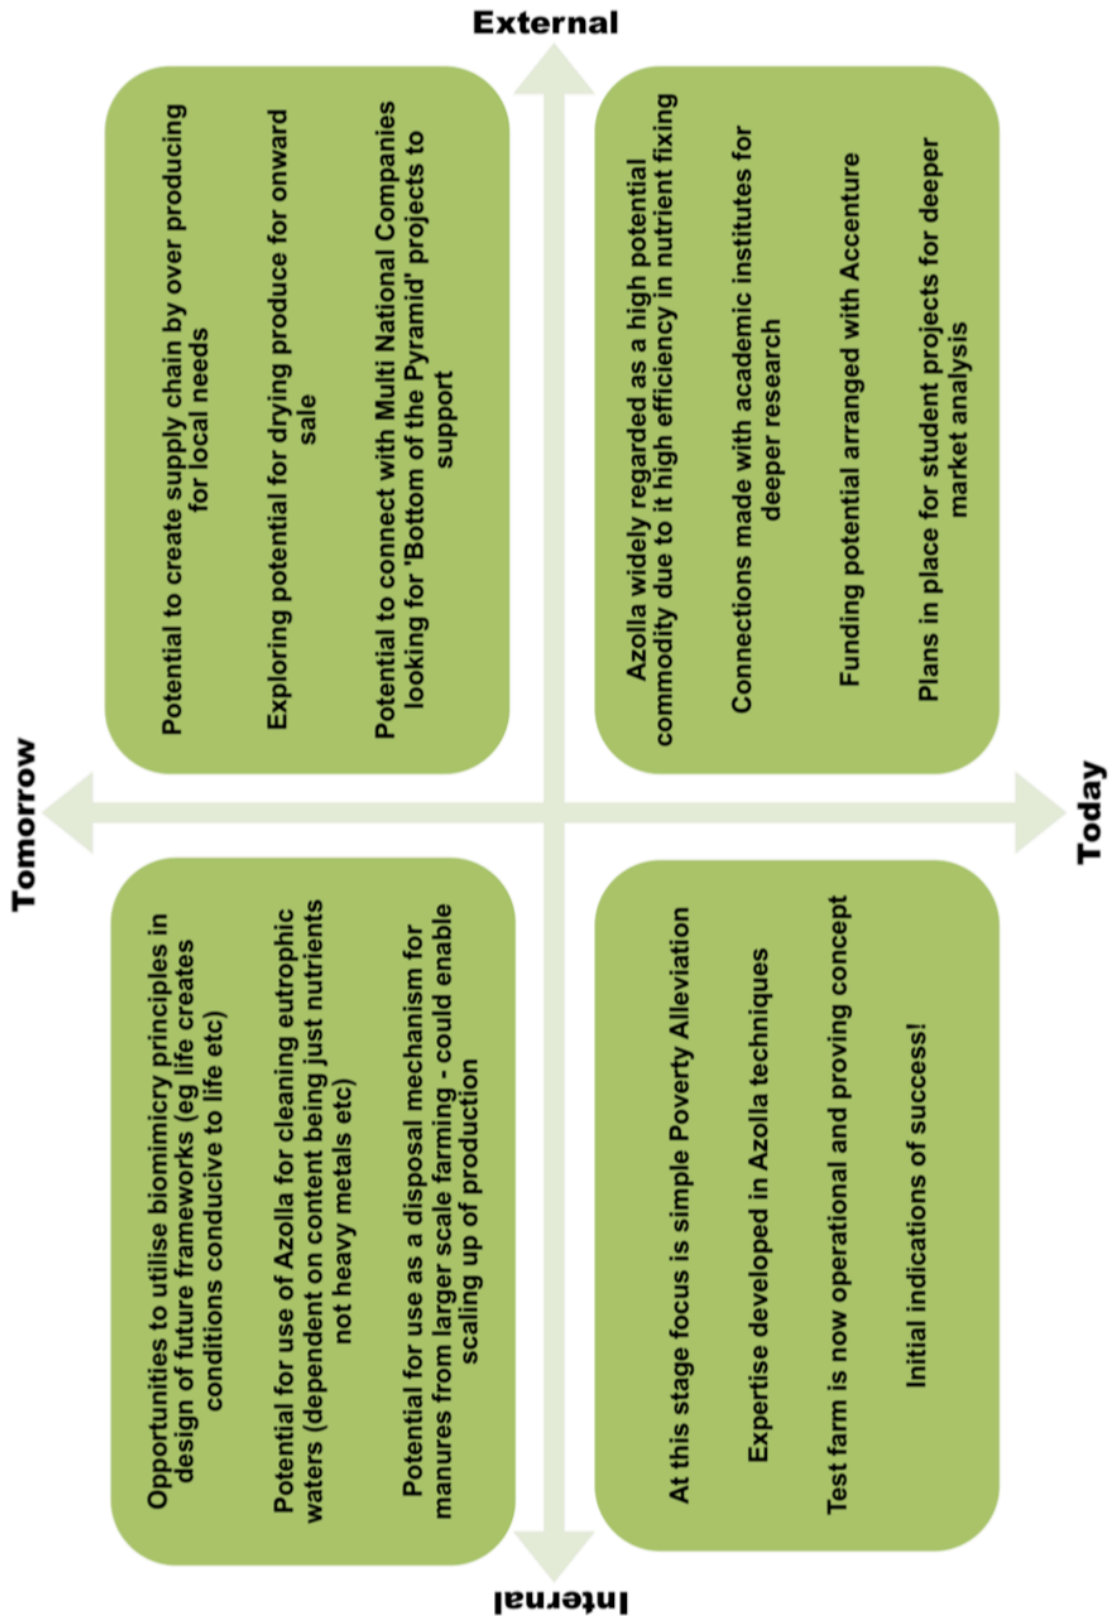 Tomorrow
Internal
External
Today
Opportunities to utilise biomimicry principles in
design of future frameworks (eg life creates
conditions conducive to life etc)
Potential for use of Azolla for cleaning eutrophic
waters (dependent on content being just nutrients
not heavy metals etc)
Potential for use as a disposal mechanism for
manures from larger scale farming - could enable
scaling up of production
Potential to create supply chain by over producing
for local needs
Exploring potential for drying produce for onward
sale
Potential to connect with Multi National Companies
looking for 'Bottom of the Pyramid' projects to
support
At this stage focus is simple Poverty Alleviation
Expertise developed in Azolla techniques
Test farm is now operational and proving concept
Initial indications of success!
Azolla widely regarded as a high potential
commodity due to it high efficiency in nutrient fixing
Connections made with academic institutes for
deeper research
Funding potential arranged with Accenture
Plans in place for student projects for deeper
market analysis